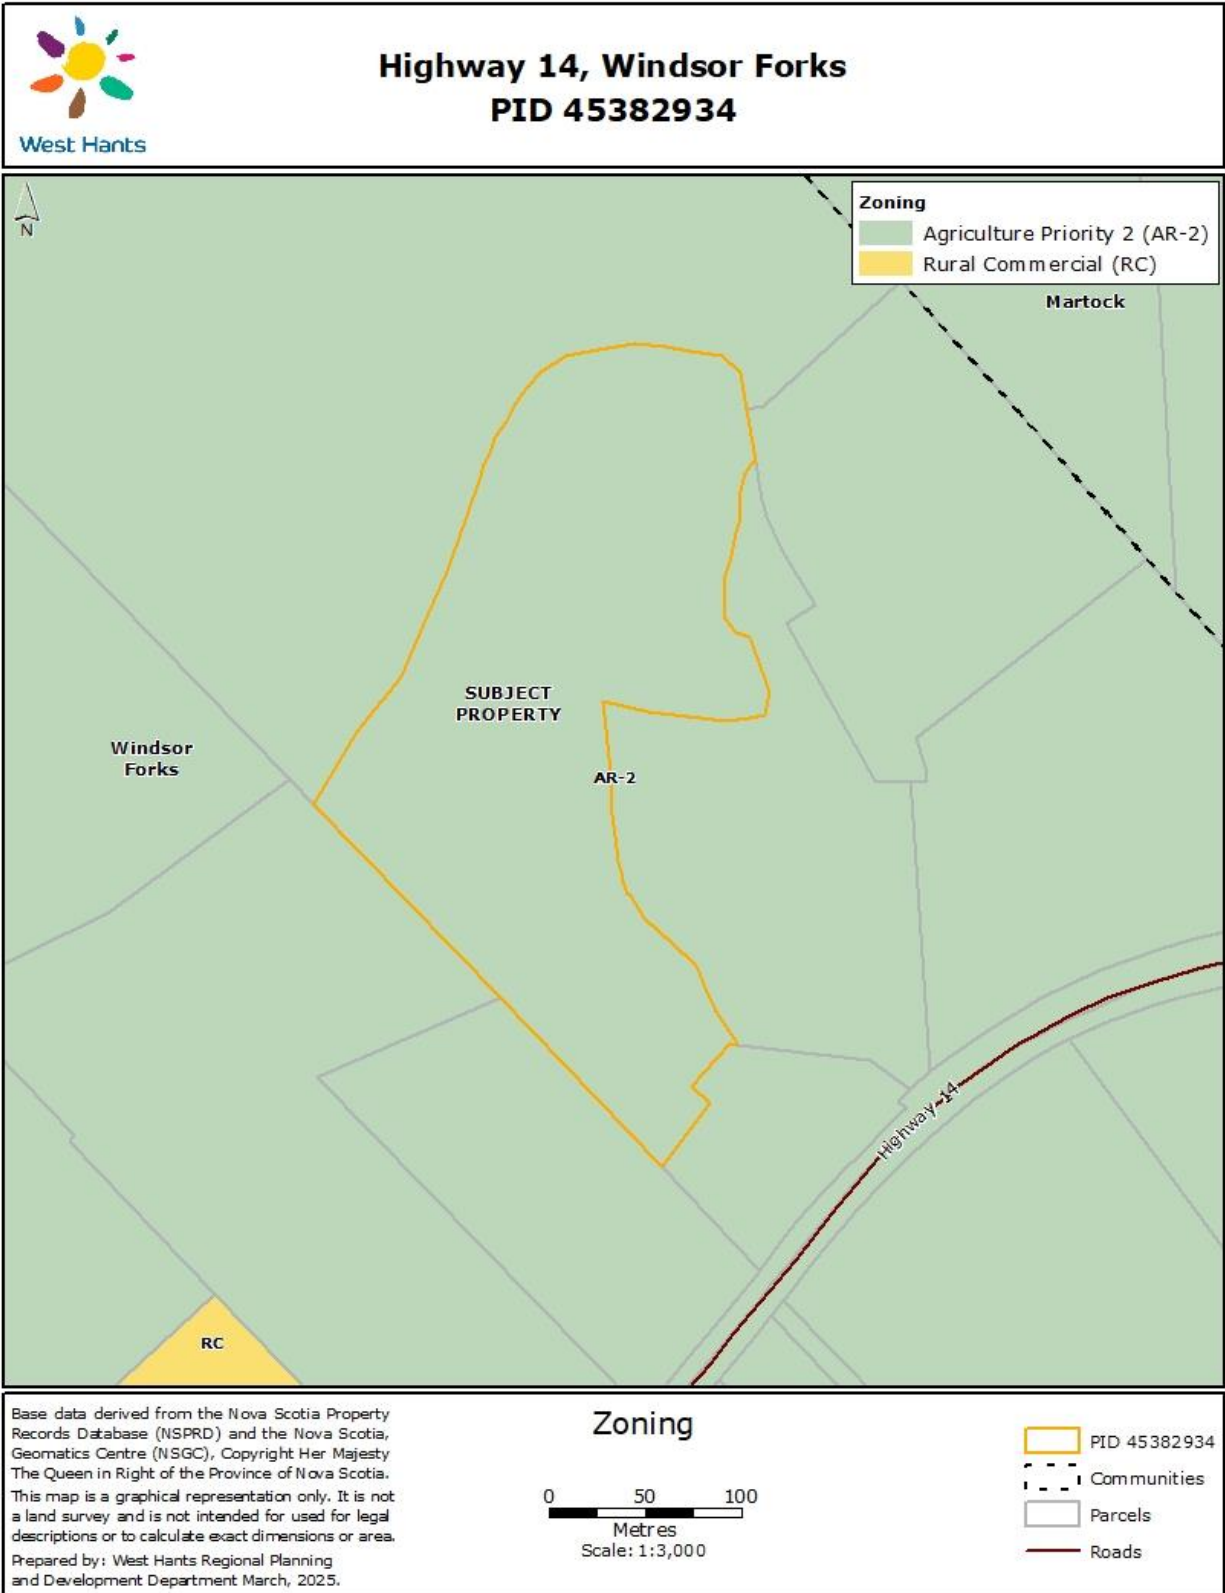 West Hants
Highway 14, Windsor Forks
PID 45382934
N
Zoning
Agriculture Priority 2 (AR-2)
Rural Commercial (RC)
Martock
SUBJECT
PROPERTY
Windsor
Forks
AR-2
Highway 14
RC
Base data derived from the Nova Scotia Property
Records Database (NSPRD) and the Nova Scotia,
Geomatics Centre (NSGC), Copyright Her Majesty
The Queen in Right of the Province of Nova Scotia.
This map is a graphical representation only. It is not
a land survey and is not intended for used for legal
descriptions or to calculate exact dimensions or area.
Prepared by: West Hants Regional Planning
and Development Department March, 2025.
Zoning
0 50 100
Metres
Scale: 1:3,000
PID 45382934
Communities
Parcels
Roads